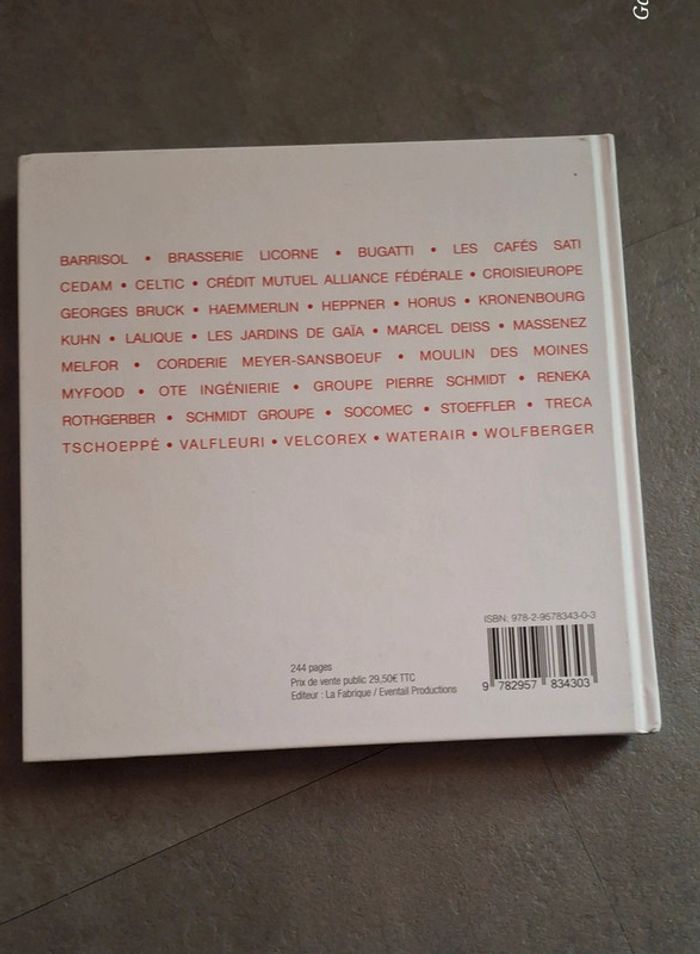 BARRISOL • BRASSERIE LICORNE • BUGATTI • LES CAFÉS SATI
CEDAM • CELTIC • CRÉDIT MUTUEL ALLIANCE FÉDÉRALE • CROISIEUROPE
GEORGES BRUCK • HAEMMERLIN • HEPPNER • HORUS • KRONENBOURG
KUHN • LALIQUE • LES JARDINS DE GAÏA • MARCEL DEISS • MASSENEZ
MELFOR • CORDERIE MEYER-SANSBOEUF • MOULIN DES MOINES
MYFOOD • OTE INGÉNIERIE • GROUPE PIERRE SCHMIDT • RENEKA
ROTHGERBER • SCHMIDT GROUPE • SOCOMEC • STOEFFLER • TRECA
TSCHOEPPÉ • VALFLEURI • VELCOREX • WATERAIR • WOLFBERGER
244 pages
Prix de vente public 29,50€ TTC
Editeur : La Fabrique / Eventail Productions
ISBN: 978-2-9578343-0-3
9 782957 834303